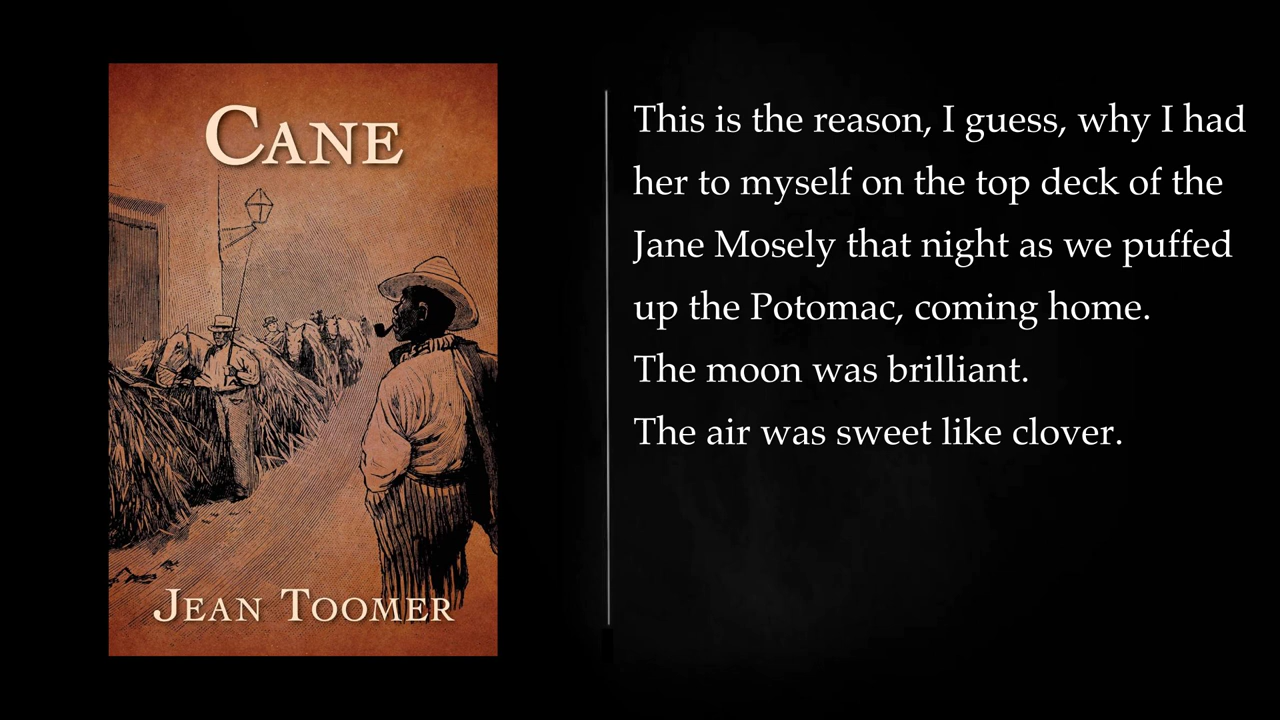 CANE
JEAN TOOMER
This is the reason, I guess, why I had
her to myself on the top deck of the
Jane Mosely that night as we puffed
up the Potomac, coming home.
The moon was brilliant.
The air was sweet like clover.